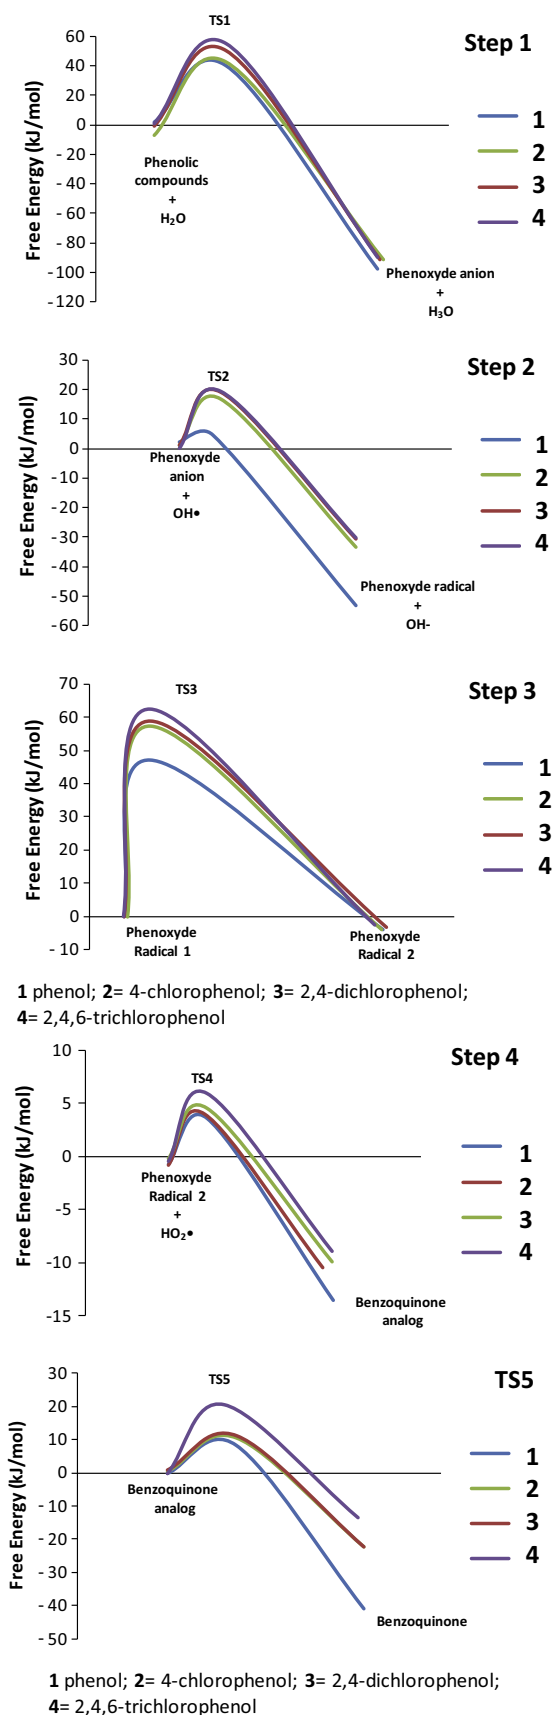 Step 1
TS1
Free Energy (kJ/mol)
60
40
20
0
-20
-40
-60
-80
-100
-120
Phenolic
compounds
+
H₂O
Phenoxyde anion
+
H₃O
1
2
3
4
Step 2
TS2
Free Energy (kJ/mol)
30
20
10
0
-10
-20
-30
-40
-50
-60
Phenoxyde
anion
+
OH•
Phenoxyde radical
+
OH-
1
2
3
4
Step 3
TS3
Free Energy (kJ/mol)
70
60
50
40
30
20
10
0
- 10
Phenoxyde
Radical 1
Phenoxyde
Radical 2
1
2
3
4
1 phenol; 2= 4-chlorophenol; 3= 2,4-dichlorophenol;
4= 2,4,6-trichlorophenol
Step 4
TS4
Free Energy (kJ/mol)
10
5
0
-5
-10
-15
Phenoxyde
Radical 2
+
HO₂•
Benzoquinone
analog
1
2
3
4
TS5
TS5
Free Energy (kJ/mol)
30
20
10
0
- 10
- 20
- 30
- 40
- 50
Benzoquinone
analog
Benzoquinone
1
2
3
4
1 phenol; 2= 4-chlorophenol; 3= 2,4-dichlorophenol;
4= 2,4,6-trichlorophenol